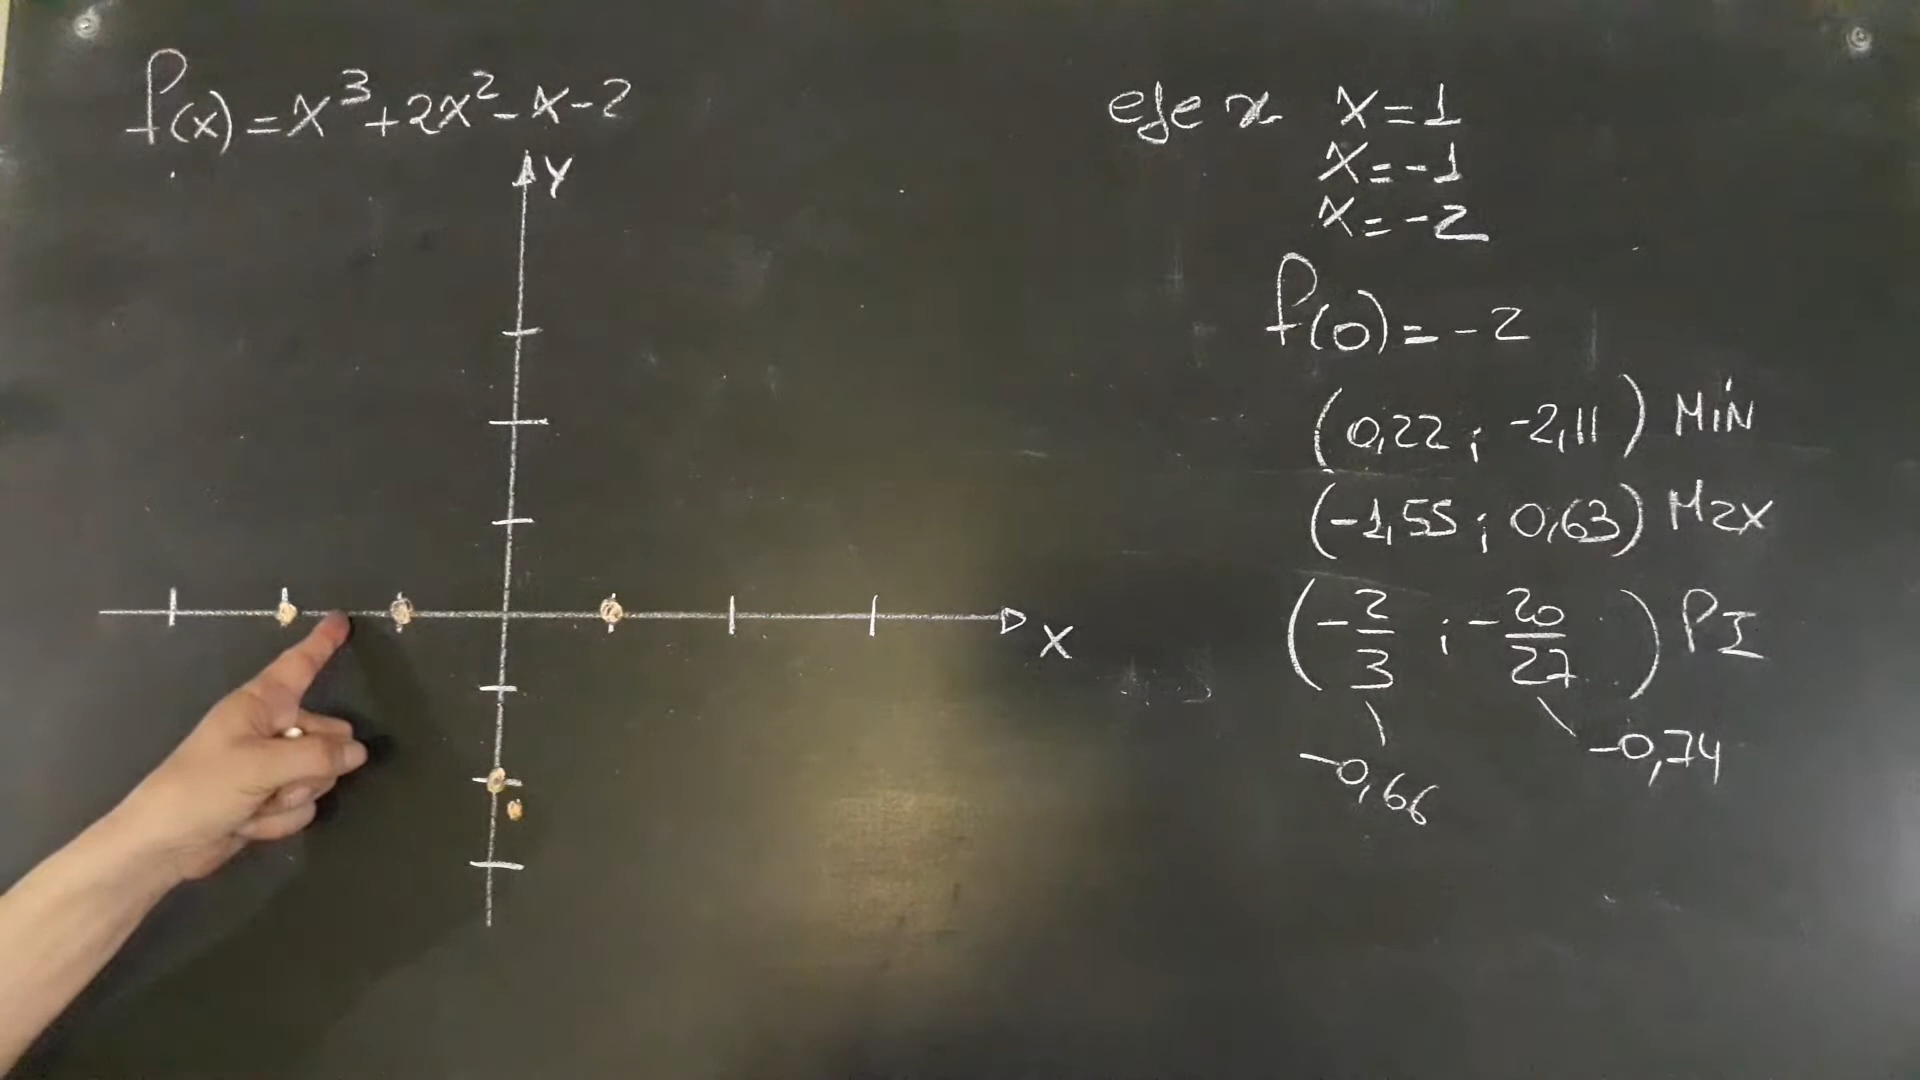 f(x)=x³+2x²-x-2
Y
X
eje x x=1
x=-1
x=-2
f(0)=-2
(0,22 ; -2,11) MIN
(-1,55 ; 0,63) Max
(-2/3 ; -20/27) PI
-0,66
-0,74